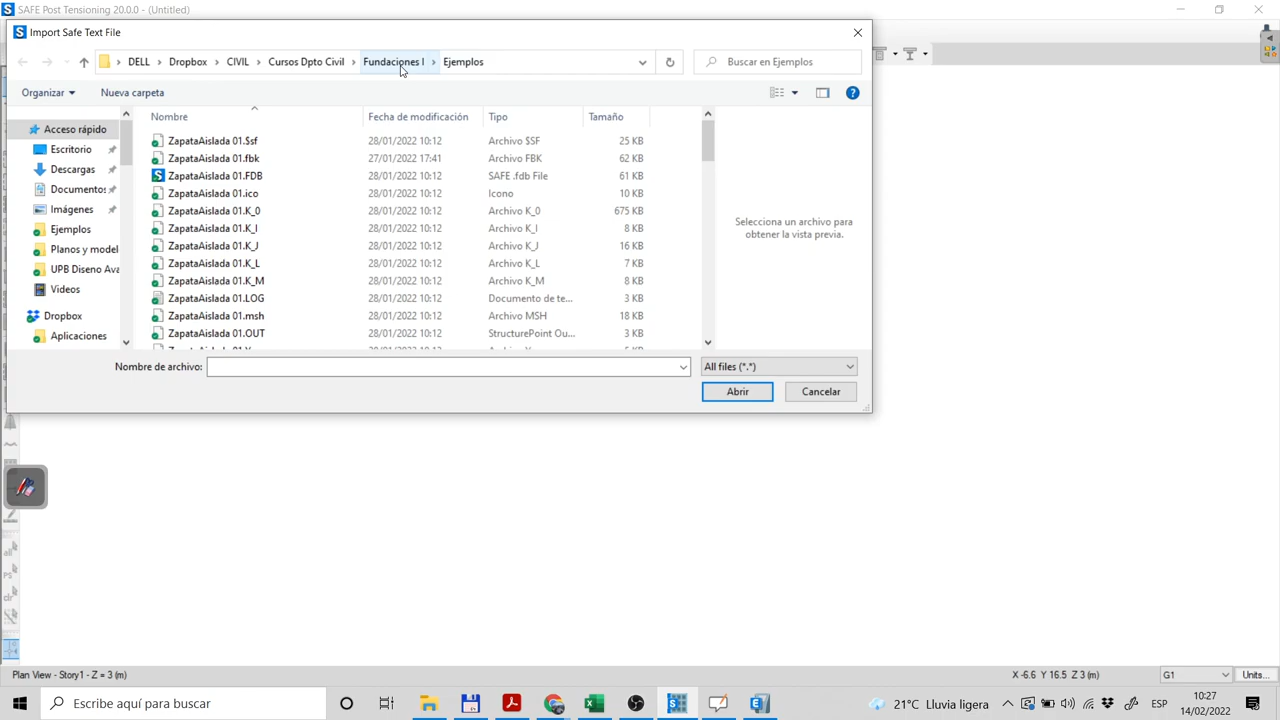 SAFE Post Tensioning 20.0.0 - (Untitled)
Import Safe Text File
DELL > Dropbox > CIVIL > Cursos Dpto Civil > Fundaciones I > Ejemplos
Buscar en Ejemplos
Organizar
Nueva carpeta
Nombre Fecha de modificación Tipo Tamaño
Acceso rápido
Escritorio
Descargas
Documentos
Imágenes
Ejemplos
Planos y model
UPB Diseno Ava
Videos
Dropbox
Aplicaciones
ZapataAislada 01.$sf 28/01/2022 10:12 Archivo $SF 25 KB
ZapataAislada 01.fbk 27/01/2022 17:41 Archivo FBK 62 KB
ZapataAislada 01.FDB 28/01/2022 10:12 SAFE .fdb File 61 KB
ZapataAislada 01.ico 28/01/2022 10:12 Icono 10 KB
ZapataAislada 01.K_0 28/01/2022 10:12 Archivo K_0 675 KB
ZapataAislada 01.K_I 28/01/2022 10:12 Archivo K_I 8 KB
ZapataAislada 01.K_J 28/01/2022 10:12 Archivo K_J 16 KB
ZapataAislada 01.K_L 28/01/2022 10:12 Archivo K_L 7 KB
ZapataAislada 01.K_M 28/01/2022 10:12 Archivo K_M 8 KB
ZapataAislada 01.LOG 28/01/2022 10:12 Documento de te... 3 KB
ZapataAislada 01.msh 28/01/2022 10:12 Archivo MSH 18 KB
ZapataAislada 01.OUT 28/01/2022 10:12 StructurePoint Ou... 3 KB
Selecciona un archivo para
obtener la vista previa.
Nombre de archivo:
All files (*.*)
Abrir
Cancelar
Plan View - Story1 - Z = 3 (m)
X -6.6 Y 16.5 Z 3 (m)
G1
Units...
Escribe aquí para buscar
21°C Lluvia ligera
ESP
10:27
14/02/2022